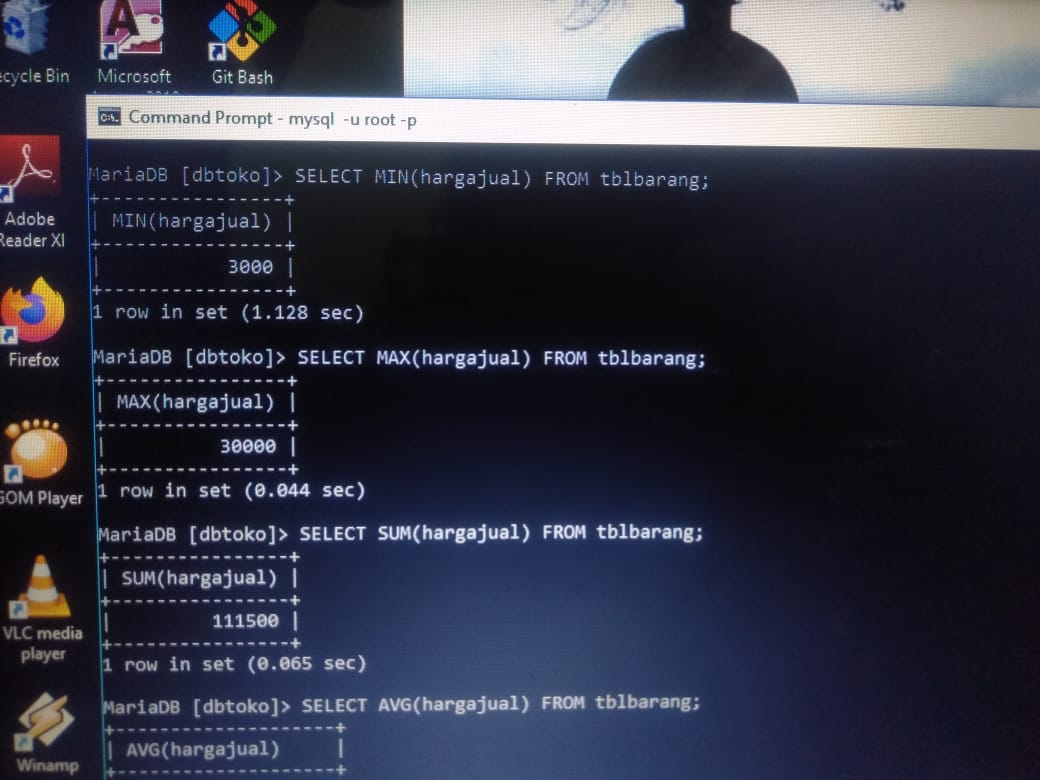 ecycle Bin
Microsoft
Git Bash
Command Prompt - mysql -u root -p
MariaDB [dbtoko]> SELECT MIN(hargajual) FROM tblbarang;
+----------------+
| MIN(hargajual) |
+----------------+
|           3000 |
+----------------+
1 row in set (1.128 sec)
Adobe
Reader XI
Firefox
MariaDB [dbtoko]> SELECT MAX(hargajual) FROM tblbarang;
+----------------+
| MAX(hargajual) |
+----------------+
|          30000 |
+----------------+
1 row in set (0.044 sec)
GOM Player
MariaDB [dbtoko]> SELECT SUM(hargajual) FROM tblbarang;
+----------------+
| SUM(hargajual) |
+----------------+
|         111500 |
+----------------+
1 row in set (0.065 sec)
VLC media
player
MariaDB [dbtoko]> SELECT AVG(hargajual) FROM tblbarang;
+--------------------+
| AVG(hargajual)     |
+--------------------+
Winamp